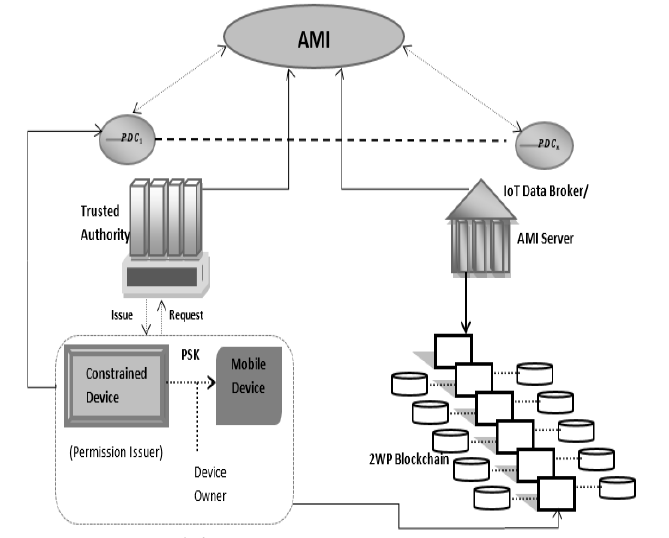 AMI
PDC₁
PDCₙ
IoT Data Broker/
AMI Server
Trusted
Authority
Issue
Request
PSK
Constrained
Device
Mobile
Device
(Permission Issuer)
Device
Owner
2WP Blockchain